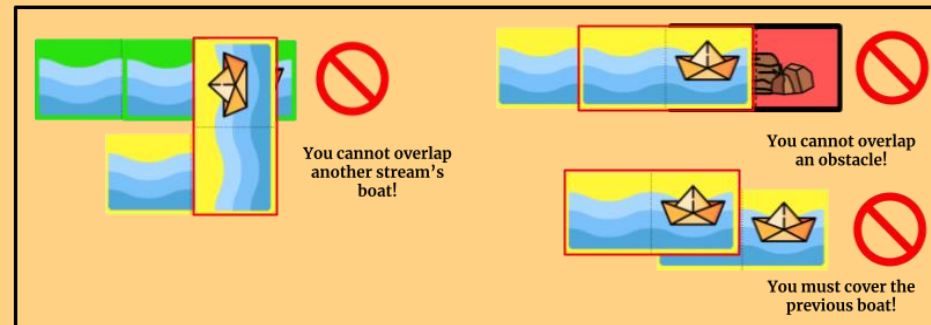 You cannot overlap
another stream's
boat!
You cannot overlap
an obstacle!
You must cover the
previous boat!